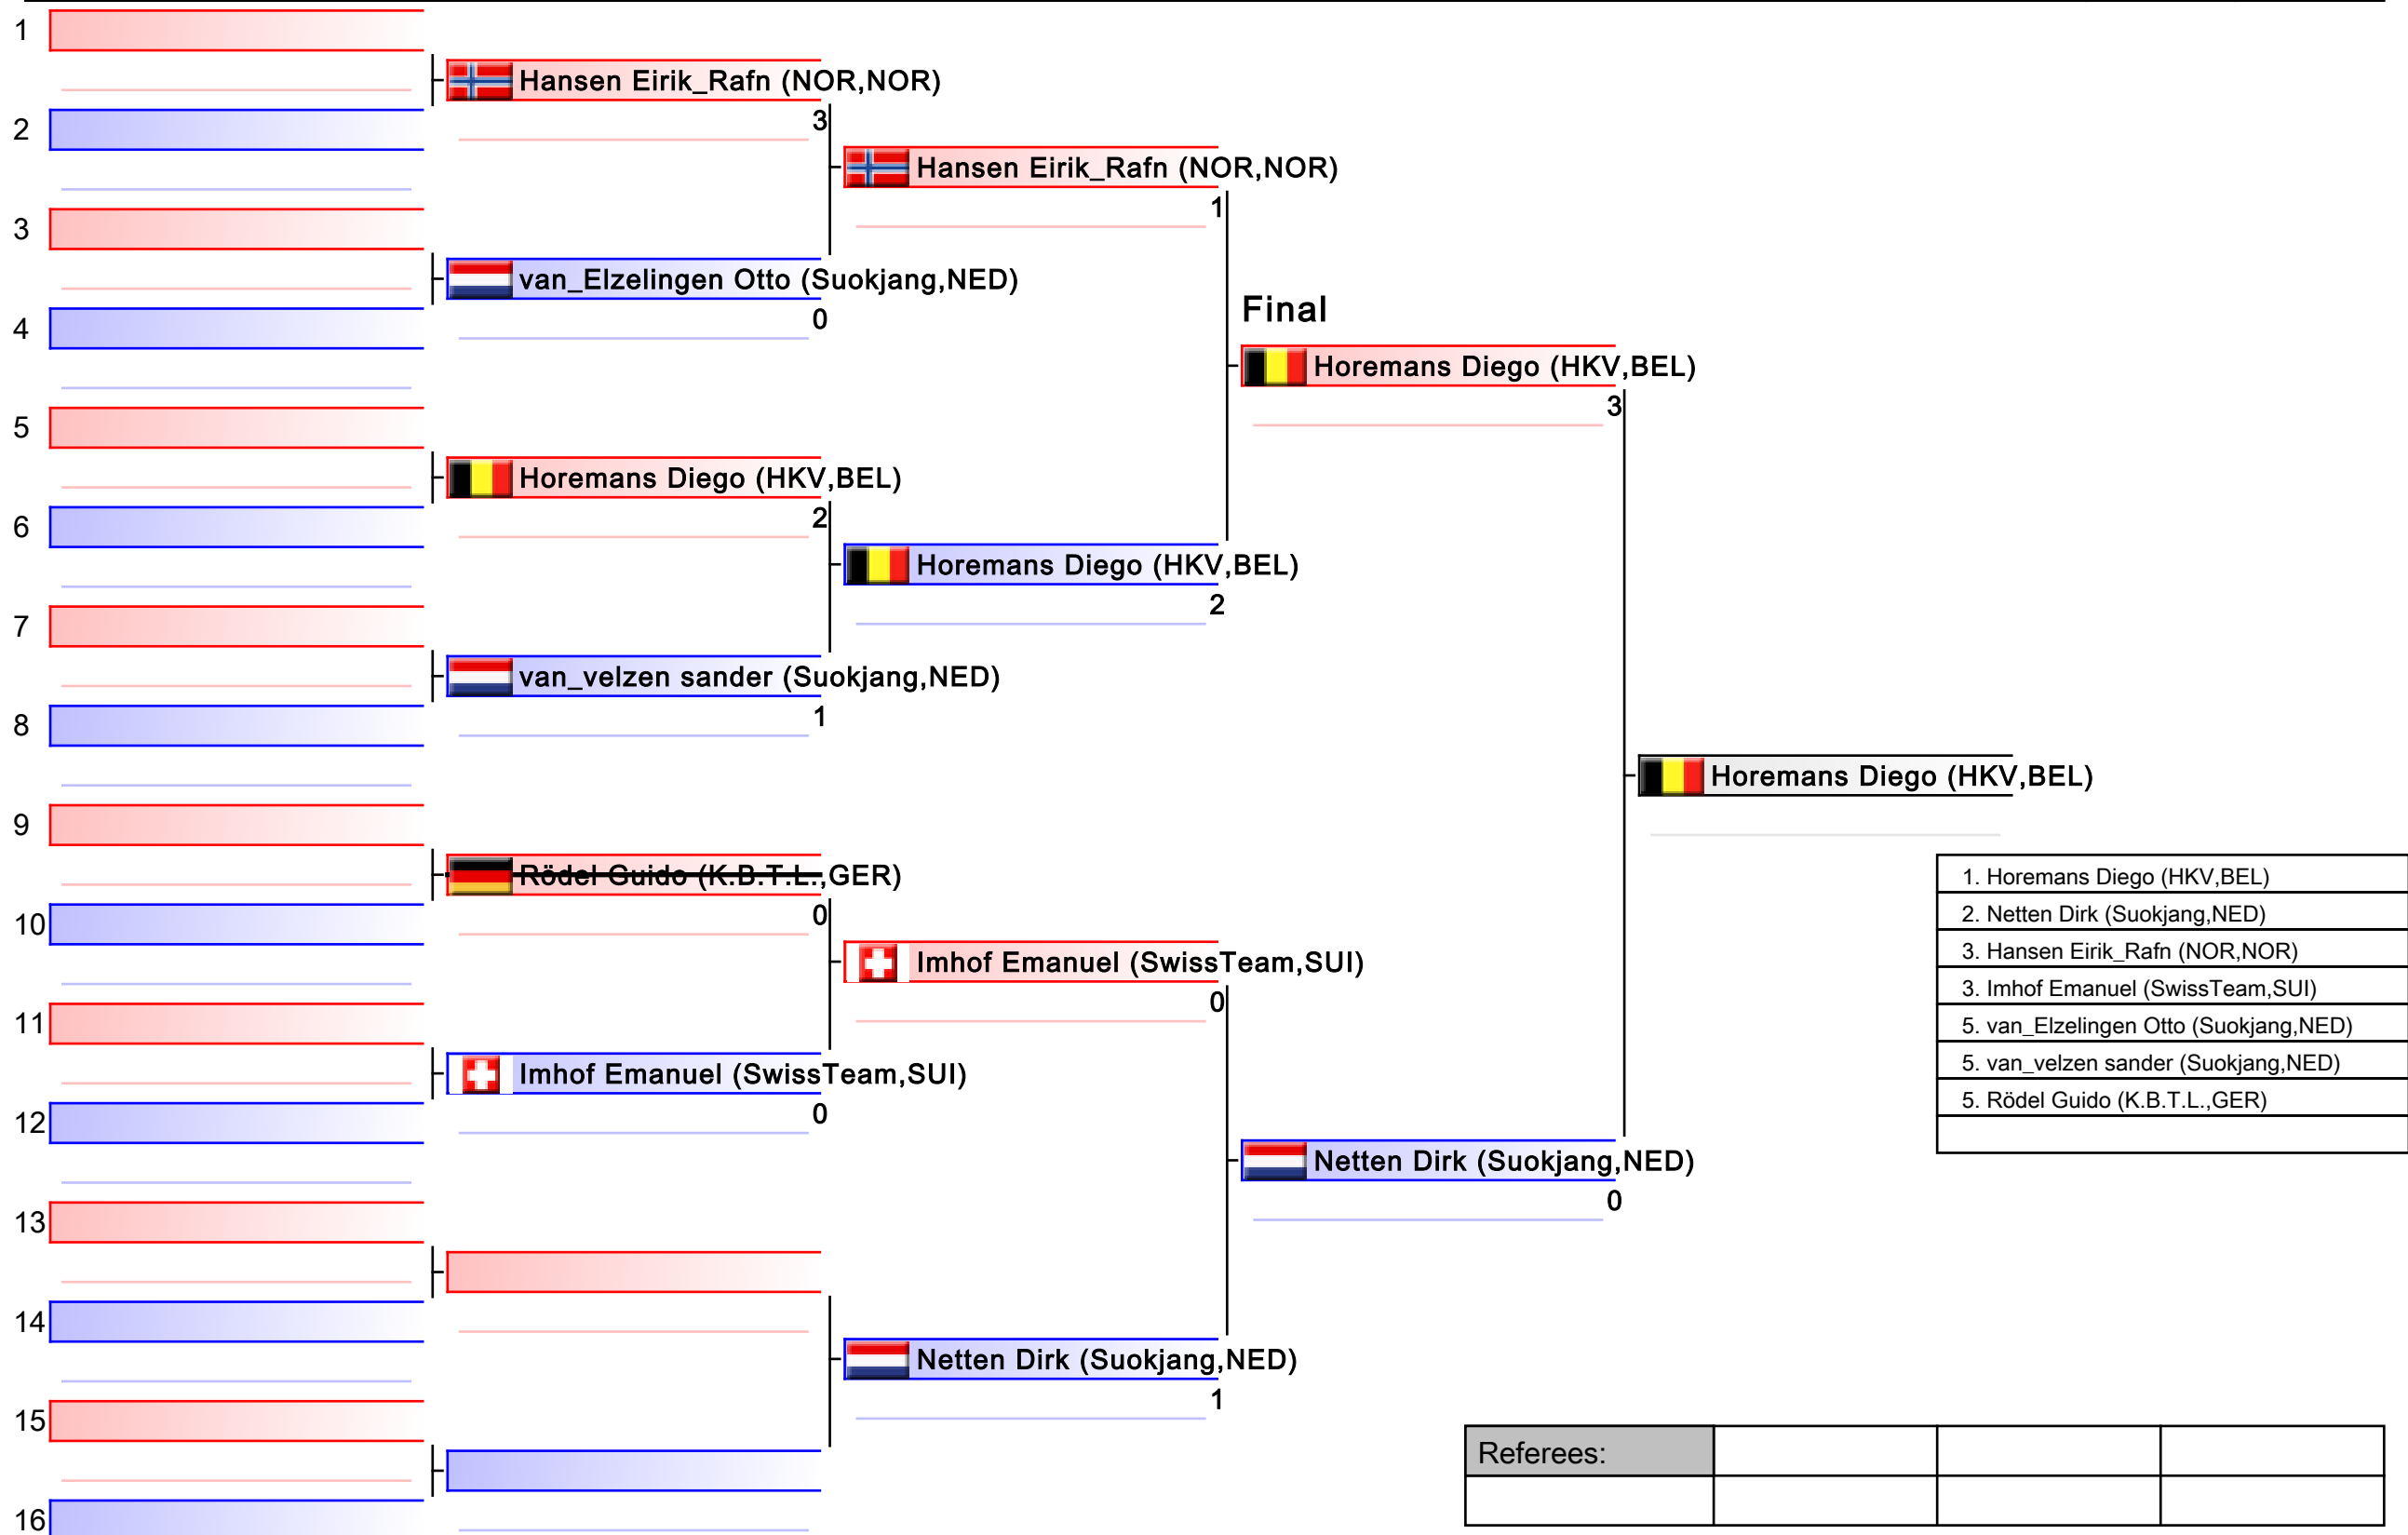 1
Hansen Eirik_Rafn (NOR,NOR)
3
2
Hansen Eirik_Rafn (NOR,NOR)
1
3
van_Elzelingen Otto (Suokjang,NED)
0
4
Final
Horemans Diego (HKV,BEL)
3
5
Horemans Diego (HKV,BEL)
2
6
Horemans Diego (HKV,BEL)
2
7
van_velzen sander (Suokjang,NED)
1
8
Horemans Diego (HKV,BEL)
9
Rödel Guido (K.B.T.L.,GER)
0
10
Imhof Emanuel (SwissTeam,SUI)
0
11
Imhof Emanuel (SwissTeam,SUI)
0
12
Netten Dirk (Suokjang,NED)
0
13
14
Netten Dirk (Suokjang,NED)
1
15
16
1. Horemans Diego (HKV,BEL)
2. Netten Dirk (Suokjang,NED)
3. Hansen Eirik_Rafn (NOR,NOR)
3. Imhof Emanuel (SwissTeam,SUI)
5. van_Elzelingen Otto (Suokjang,NED)
5. van_velzen sander (Suokjang,NED)
5. Rödel Guido (K.B.T.L.,GER)
Referees: